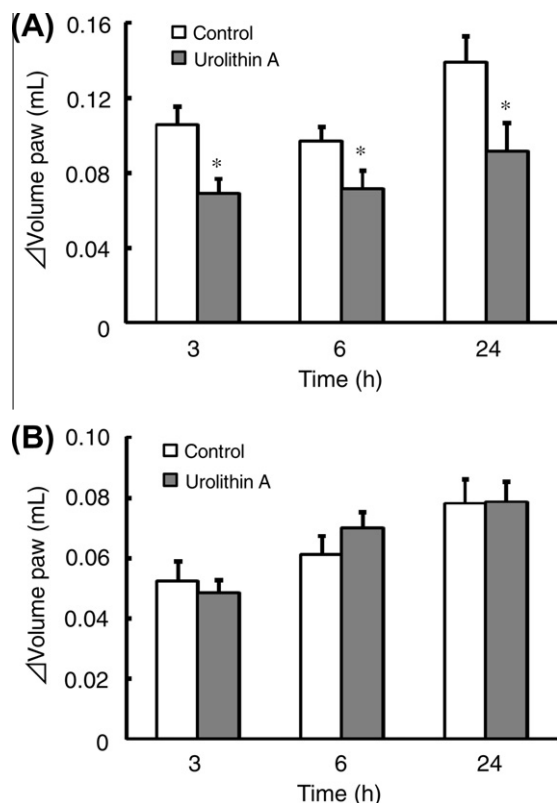 (A)
0.16
Control
Urolithin A
0.12
0.08
0.04
0
⊿Volume paw (mL)
* * *
3 6 24
Time (h)
(B)
0.10
Control
Urolithin A
0.08
0.06
0.04
0.02
0
⊿Volume paw (mL)
3 6 24
Time (h)